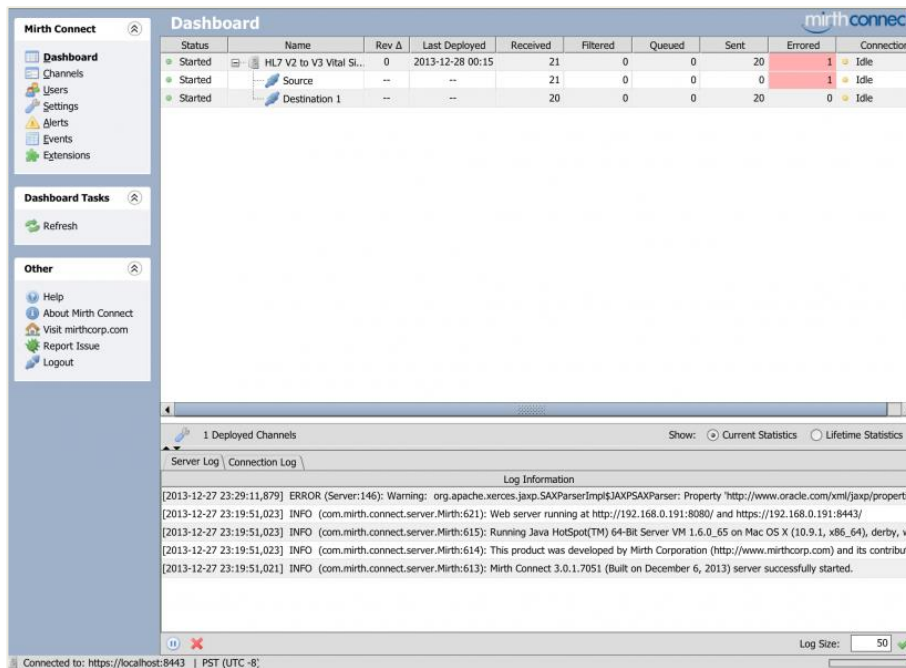 Mirth Connect
Dashboard
Channels
Users
Settings
Alerts
Events
Extensions
Dashboard Tasks
Refresh
Other
Help
About Mirth Connect
Visit mirthcorp.com
Report Issue
Logout
Dashboard
mirth connec
Status Name Rev Δ Last Deployed Received Filtered Queued Sent Errored Connection
Started HL7 V2 to V3 Vital Si... 0 2013-12-28 00:15 21 0 0 20 1 Idle
Started Source -- -- 21 0 0 0 1 Idle
Started Destination 1 -- -- 20 0 0 20 0 Idle
1 Deployed Channels Show: Current Statistics Lifetime Statistics
Server Log Connection Log
Log Information
[2013-12-27 23:29:11,879] ERROR (Server:146): Warning: org.apache.xerces.jaxp.SAXParserImpl$JAXPSAXParser: Property 'http://www.oracle.com/xml/jaxp/properti
[2013-12-27 23:19:51,023] INFO (com.mirth.connect.server.Mirth:621): Web server running at http://192.168.0.191:8080/ and https://192.168.0.191:8443/
[2013-12-27 23:19:51,023] INFO (com.mirth.connect.server.Mirth:615): Running Java HotSpot(TM) 64-Bit Server VM 1.6.0_65 on Mac OS X (10.9.1, x86_64), derby, w
[2013-12-27 23:19:51,023] INFO (com.mirth.connect.server.Mirth:614): This product was developed by Mirth Corporation (http://www.mirthcorp.com) and its contribu
[2013-12-27 23:19:51,021] INFO (com.mirth.connect.server.Mirth:613): Mirth Connect 3.0.1.7051 (Built on December 6, 2013) server successfully started.
Log Size: 50
Connected to: https://localhost:8443 | PST (UTC -8)